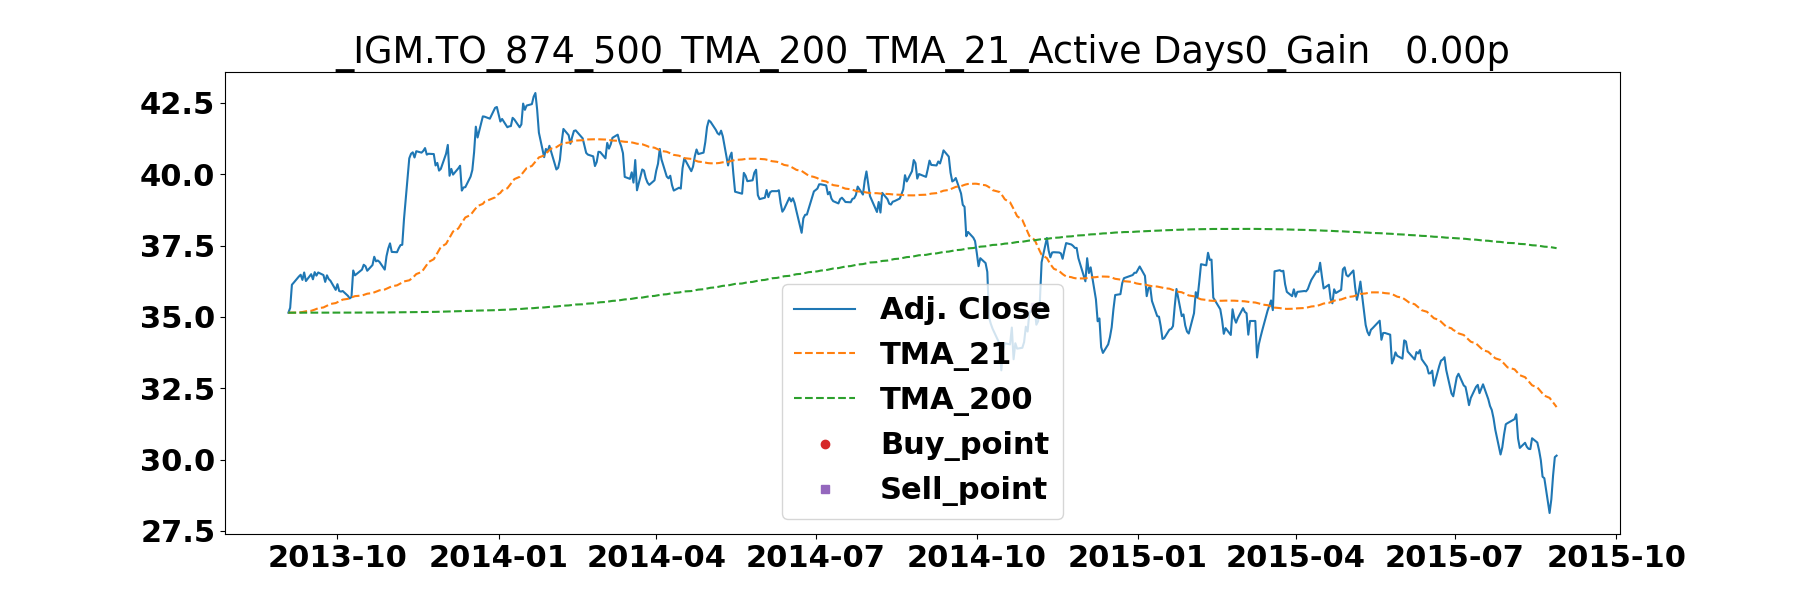 _IGM.TO_874_500_TMA_200_TMA_21_Active Days0_Gain   0.00p
42.5
40.0
37.5
35.0
32.5
30.0
27.5
Adj. Close
TMA_21
TMA_200
Buy_point
Sell_point
2013-10 2014-01 2014-04 2014-07 2014-10 2015-01 2015-04 2015-07 2015-10